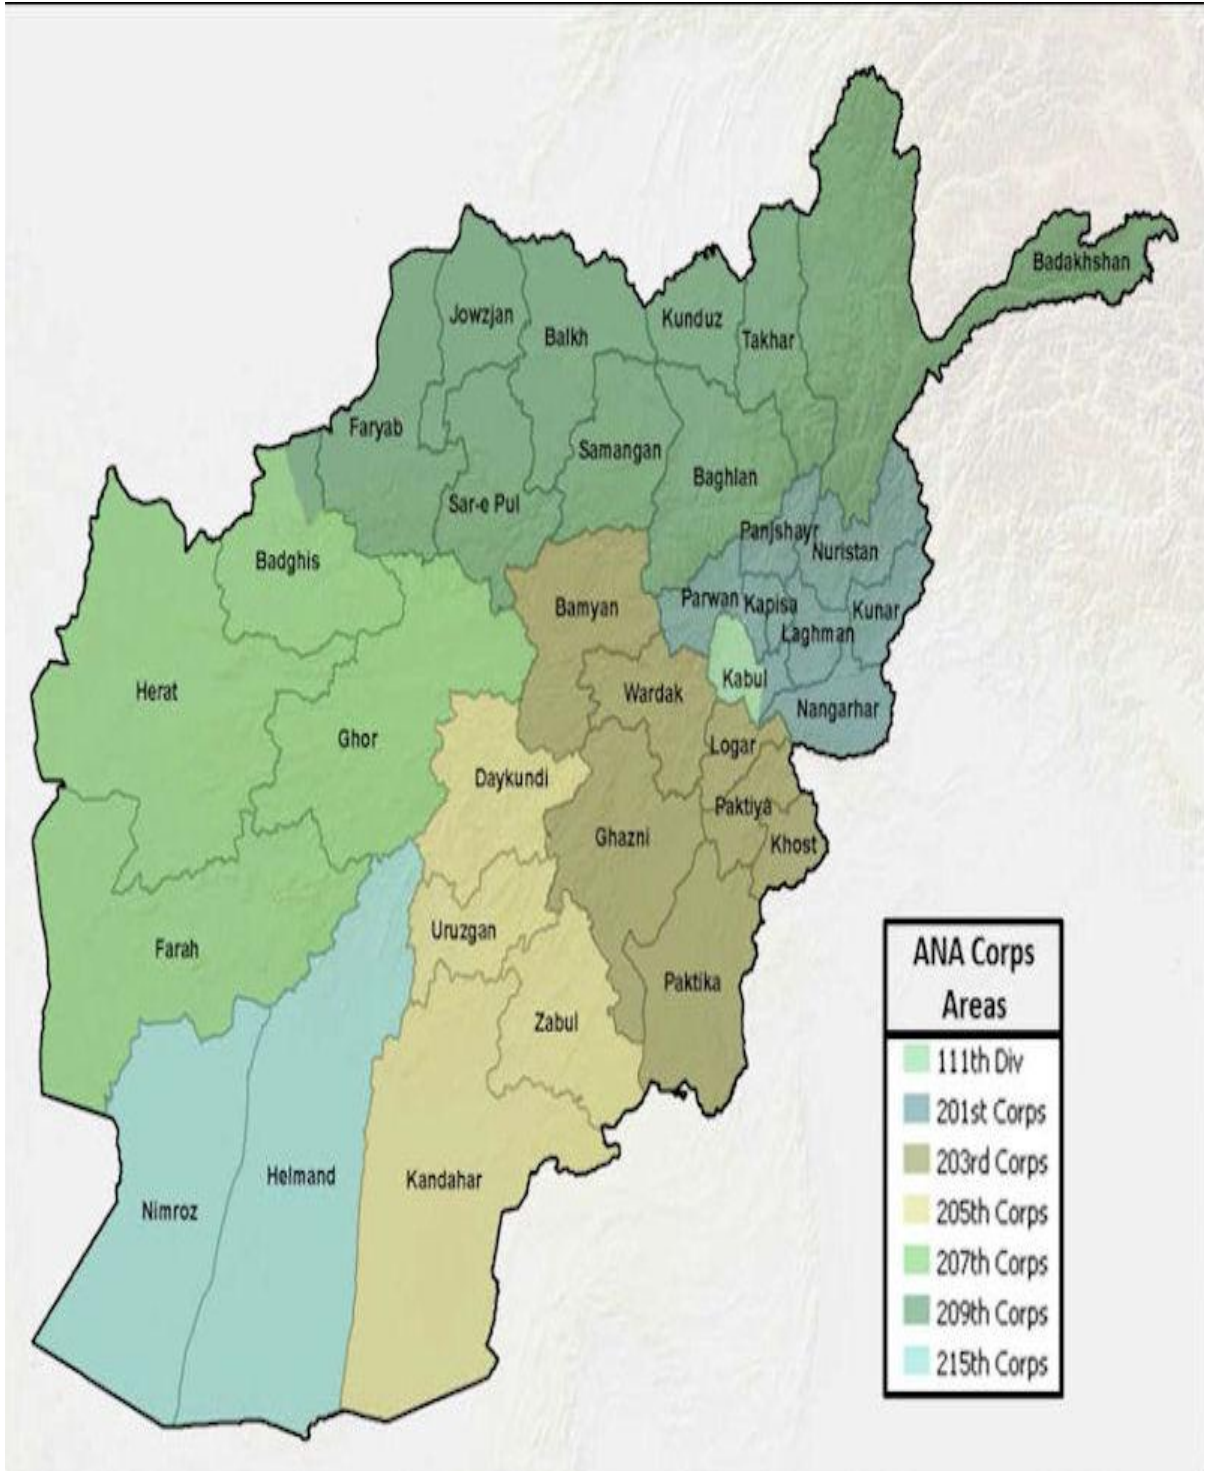 Badakhshan
Jowzjan
Kunduz
Balkh
Takhar
Faryab
Samangan
Baghlan
Sar-e Pul
Panjshayr
Nuristan
Badghis
Parwan
Kapisa
Bamyan
Kunar
Laghman
Kabul
Herat
Wardak
Nangarhar
Ghor
Logar
Daykundi
Paktiya
Ghazni
Khost
Uruzgan
Farah
Paktika
Zabul
Helmand
Kandahar
Nimroz
ANA Corps
Areas
111th Div
201st Corps
203rd Corps
205th Corps
207th Corps
209th Corps
215th Corps